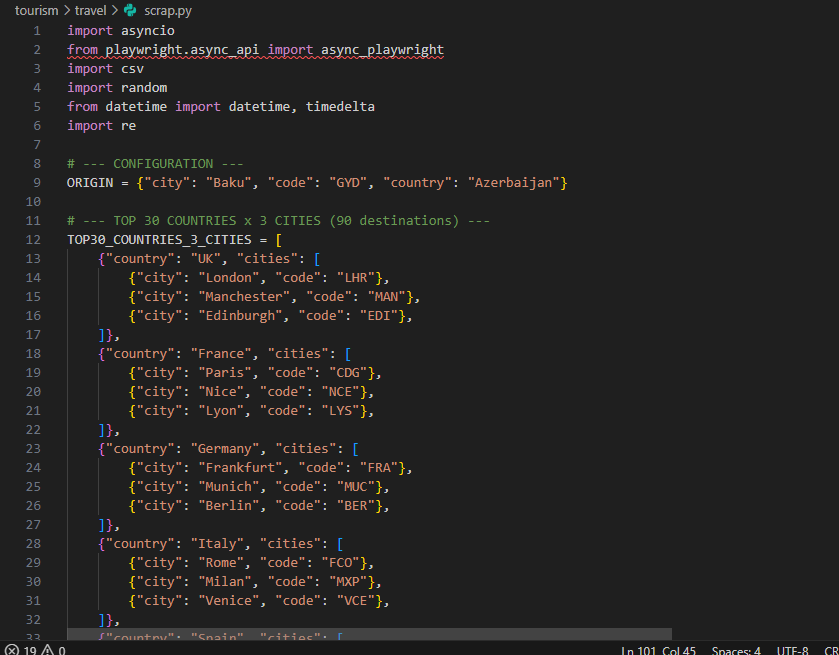 tourism > travel > scrap.py
1 import asyncio
2 from playwright.async_api import async_playwright
3 import csv
4 import random
5 from datetime import datetime, timedelta
6 import re
7
8 # --- CONFIGURATION ---
9 ORIGIN = {"city": "Baku", "code": "GYD", "country": "Azerbaijan"}
10
11 # --- TOP 30 COUNTRIES x 3 CITIES (90 destinations) ---
12 TOP30_COUNTRIES_3_CITIES = [
13     {"country": "UK", "cities": [
14         {"city": "London", "code": "LHR"},
15         {"city": "Manchester", "code": "MAN"},
16         {"city": "Edinburgh", "code": "EDI"},
17     ]},
18     {"country": "France", "cities": [
19         {"city": "Paris", "code": "CDG"},
20         {"city": "Nice", "code": "NCE"},
21         {"city": "Lyon", "code": "LYS"},
22     ]},
23     {"country": "Germany", "cities": [
24         {"city": "Frankfurt", "code": "FRA"},
25         {"city": "Munich", "code": "MUC"},
26         {"city": "Berlin", "code": "BER"},
27     ]},
28     {"country": "Italy", "cities": [
29         {"city": "Rome", "code": "FCO"},
30         {"city": "Milan", "code": "MXP"},
31         {"city": "Venice", "code": "VCE"},
32     ]},
33     {"country": "Spain", "cities": [
19 0 Ln 101, Col 45 Spaces: 4 UTF-8 CR